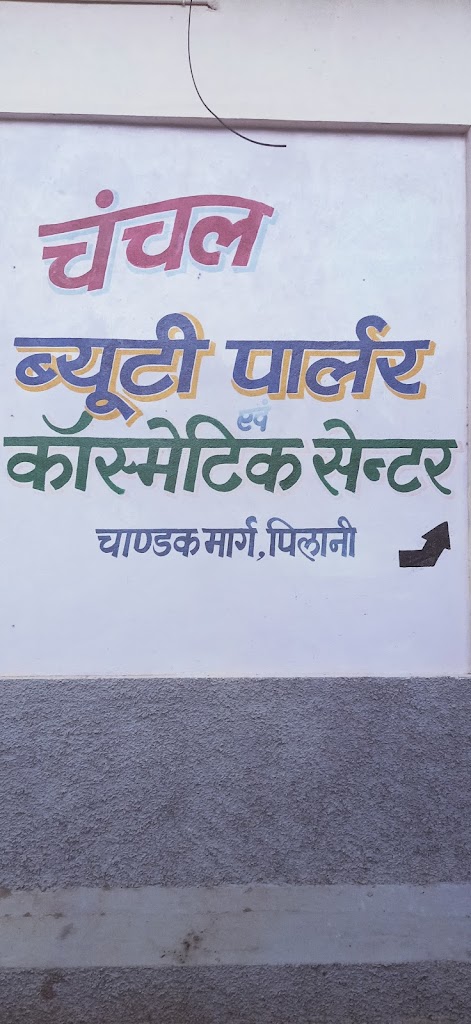 चंचल
ब्यूटी पार्लर
एवं
कॉस्मेटिक सेन्टर
चाण्डक मार्ग, पिलानी